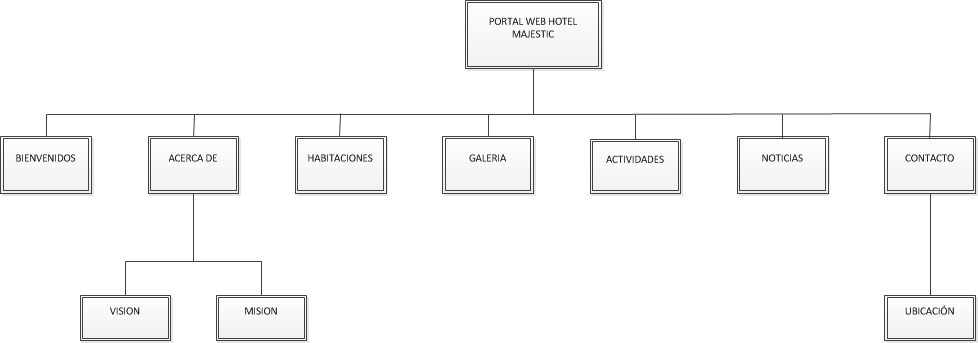 PORTAL WEB HOTEL
MAJESTIC
BIENVENIDOS
ACERCA DE
HABITACIONES
GALERIA
ACTIVIDADES
NOTICIAS
CONTACTO
VISION
MISION
UBICACIÓN